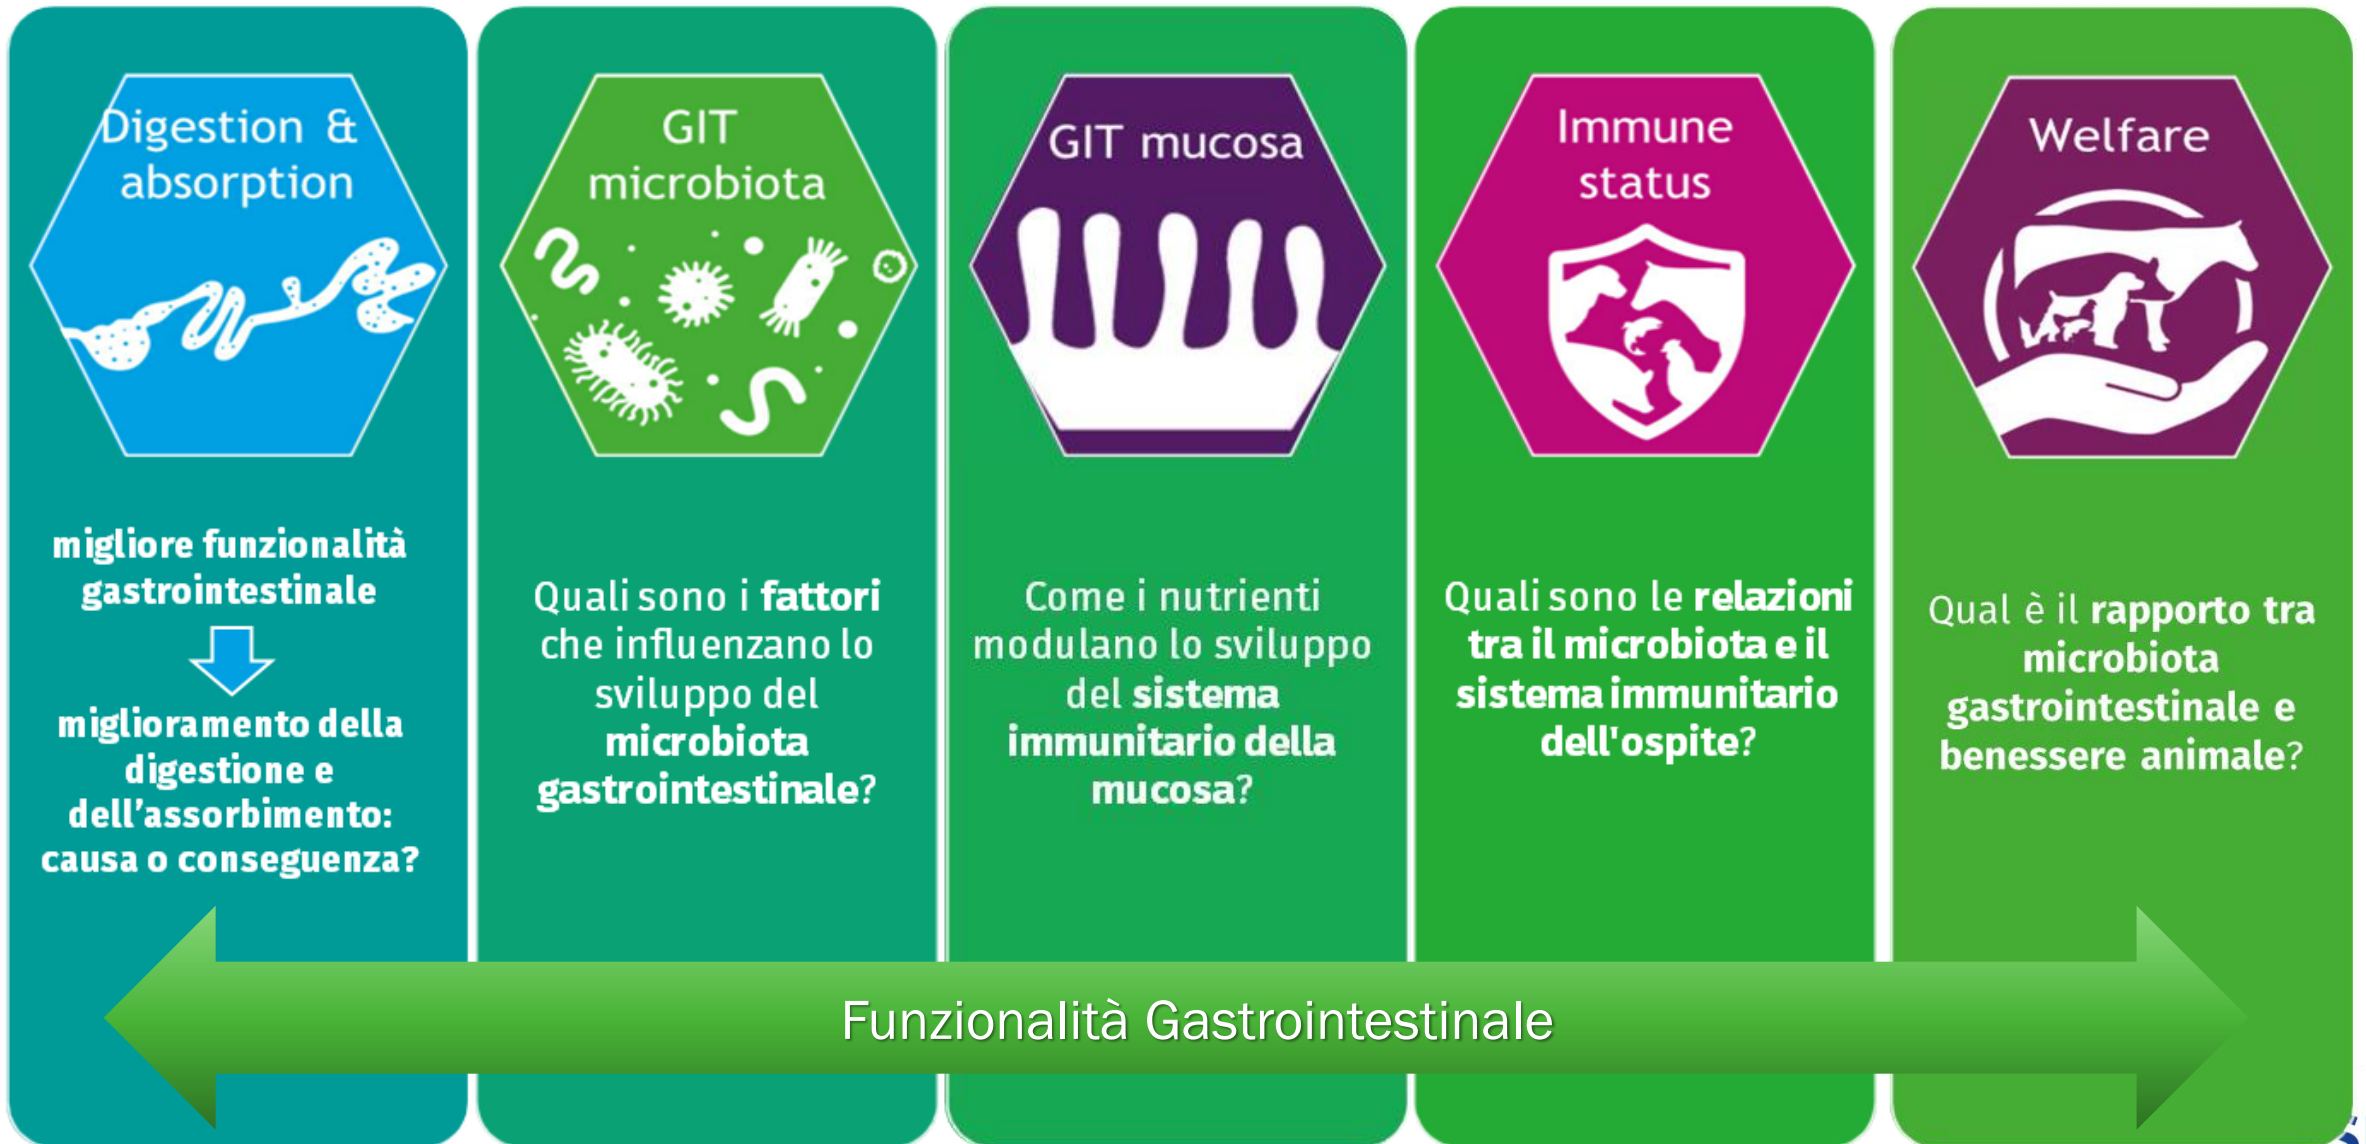 Digestion &
absorption
migliore funzionalità
gastrointestinale
miglioramento della
digestione e
dell’assorbimento:
causa o conseguenza?
GIT
microbiota
Quali sono i fattori
che influenzano lo
sviluppo del
microbiota
gastrointestinale?
GIT mucosa
Come i nutrienti
modulano lo sviluppo
del sistema
immunitario della
mucosa?
Immune
status
Quali sono le relazioni
tra il microbiota e il
sistema immunitario
dell'ospite?
Welfare
Qual è il rapporto tra
microbiota
gastrointestinale e
benessere animale?
Funzionalità Gastrointestinale